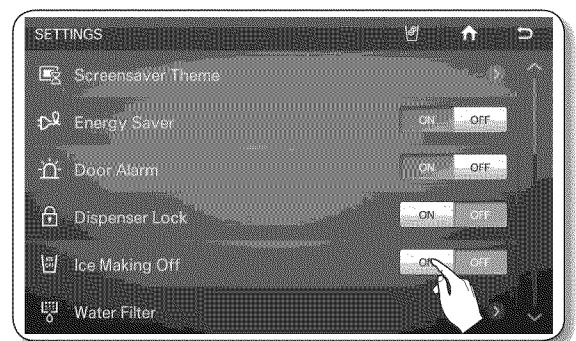 SETTINGS
Screensaver Theme
Energy Saver ON OFF
Door Alarm ON OFF
Dispenser Lock ON OFF
Ice Making Off ON OFF
Water Filter